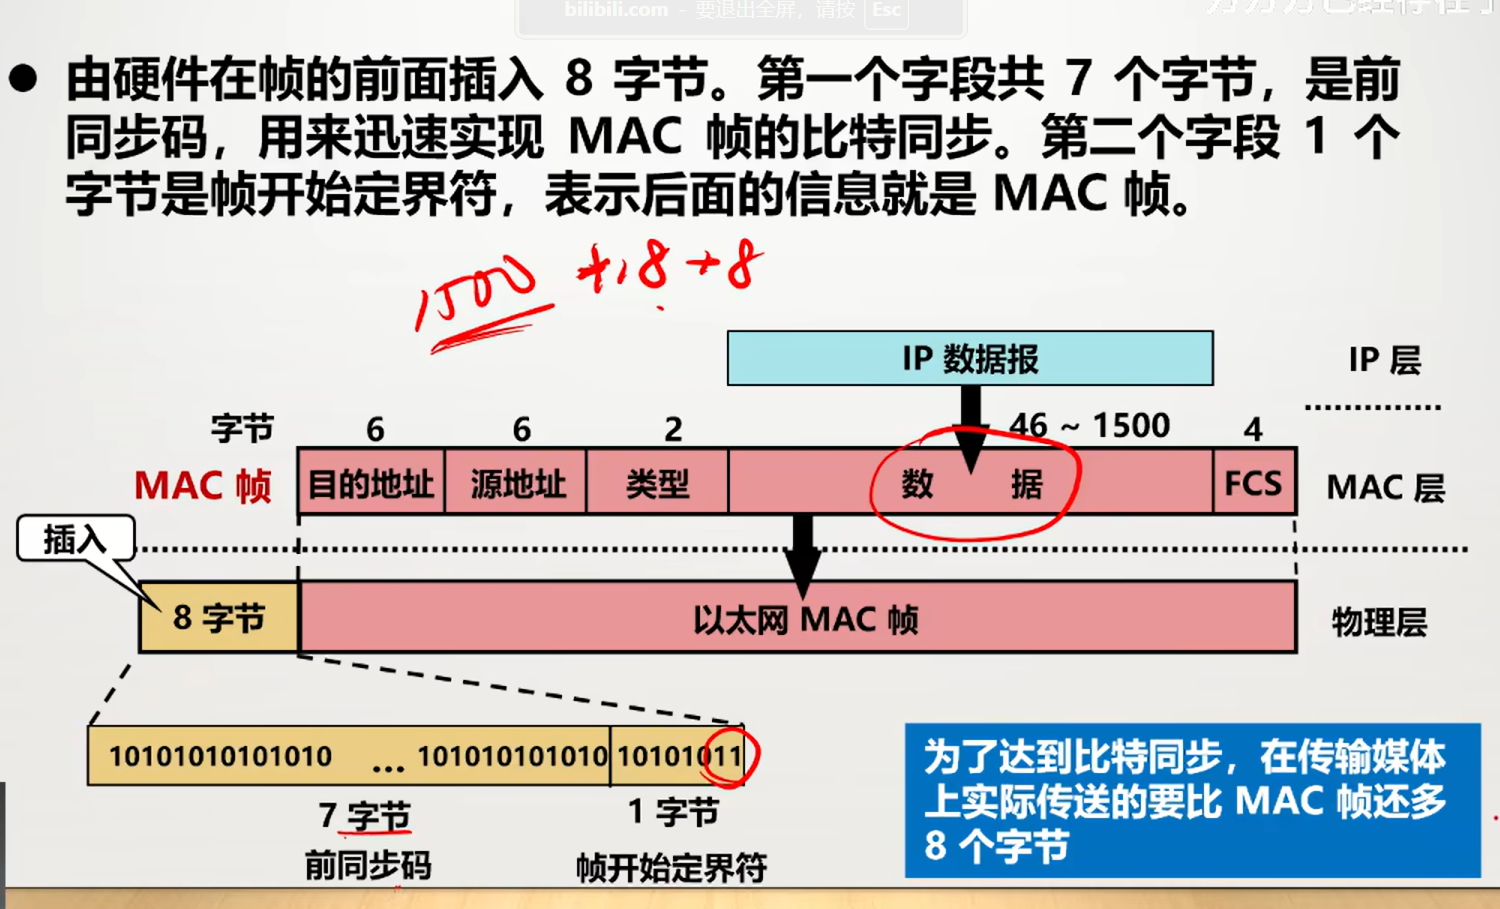 bilibili.com - 要退出全屏，请按 Esc
● 由硬件在帧的前面插入 8 字节。第一个字段共 7 个字节，是前
同步码，用来迅速实现 MAC 帧的比特同步。第二个字段 1 个
字节是帧开始定界符，表示后面的信息就是 MAC 帧。
1500 +18+8
IP 数据报
IP 层
字节
6
6
2
46 ~ 1500
4
MAC 帧
目的地址
源地址
类型
数 据
FCS
MAC 层
插入
8 字节
以太网 MAC 帧
物理层
10101010101010 ... 101010101010 10101011
7 字节
1 字节
前同步码
帧开始定界符
为了达到比特同步，在传输媒体
上实际传送的要比 MAC 帧还多
8 个字节